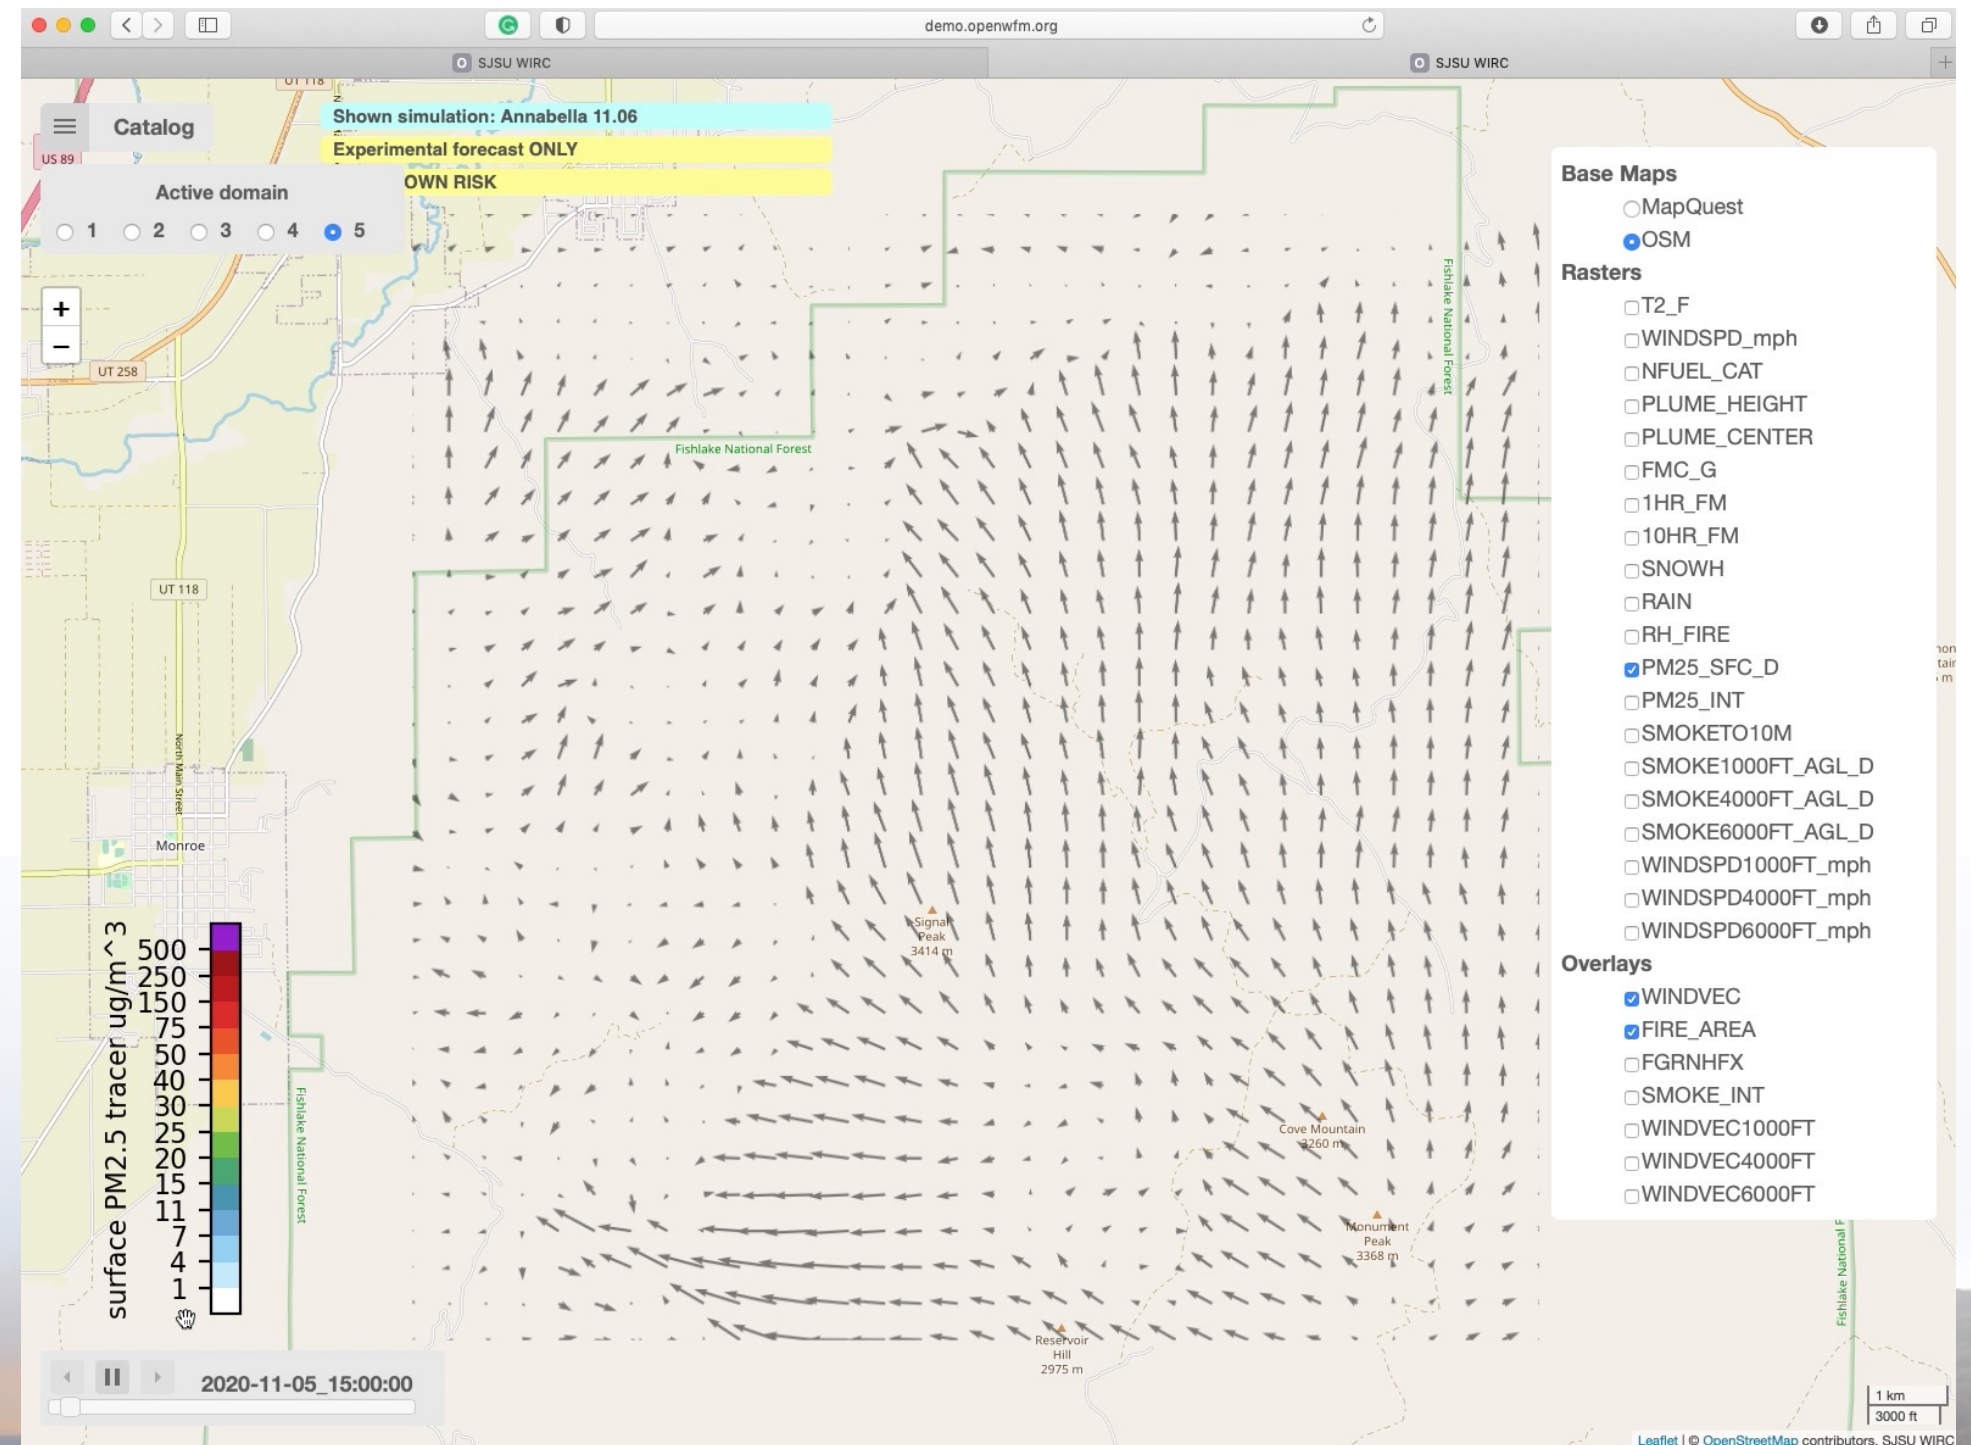 demo.openwfm.org
SJSU WIRC
SJSU WIRC
UT 118
Catalog
US 89
Shown simulation: Annabella 11.06
Experimental forecast ONLY
OWN RISK
Active domain
1 2 3 4 5
+
−
UT 258
Fishlake National Forest
Fishlake National Forest
UT 118
North Main Street
Monroe
Signal
Peak
3414 m
Cove Mountain
3260 m
Monument
Peak
3368 m
Reservoir
Hill
2975 m
Fishlake National Forest
Fishlake National F
surface PM2.5 tracer ug/m^3
500
250
150
75
50
40
30
25
20
15
11
7
4
1
2020-11-05_15:00:00
Base Maps
MapQuest
OSM
Rasters
T2_F
WINDSPD_mph
NFUEL_CAT
PLUME_HEIGHT
PLUME_CENTER
FMC_G
1HR_FM
10HR_FM
SNOWH
RAIN
RH_FIRE
PM25_SFC_D
PM25_INT
SMOKETO10M
SMOKE1000FT_AGL_D
SMOKE4000FT_AGL_D
SMOKE6000FT_AGL_D
WINDSPD1000FT_mph
WINDSPD4000FT_mph
WINDSPD6000FT_mph
Overlays
WINDVEC
FIRE_AREA
FGRNHFX
SMOKE_INT
WINDVEC1000FT
WINDVEC4000FT
WINDVEC6000FT
1 km
3000 ft
Leaflet | © OpenStreetMap contributors, SJSU WIRC